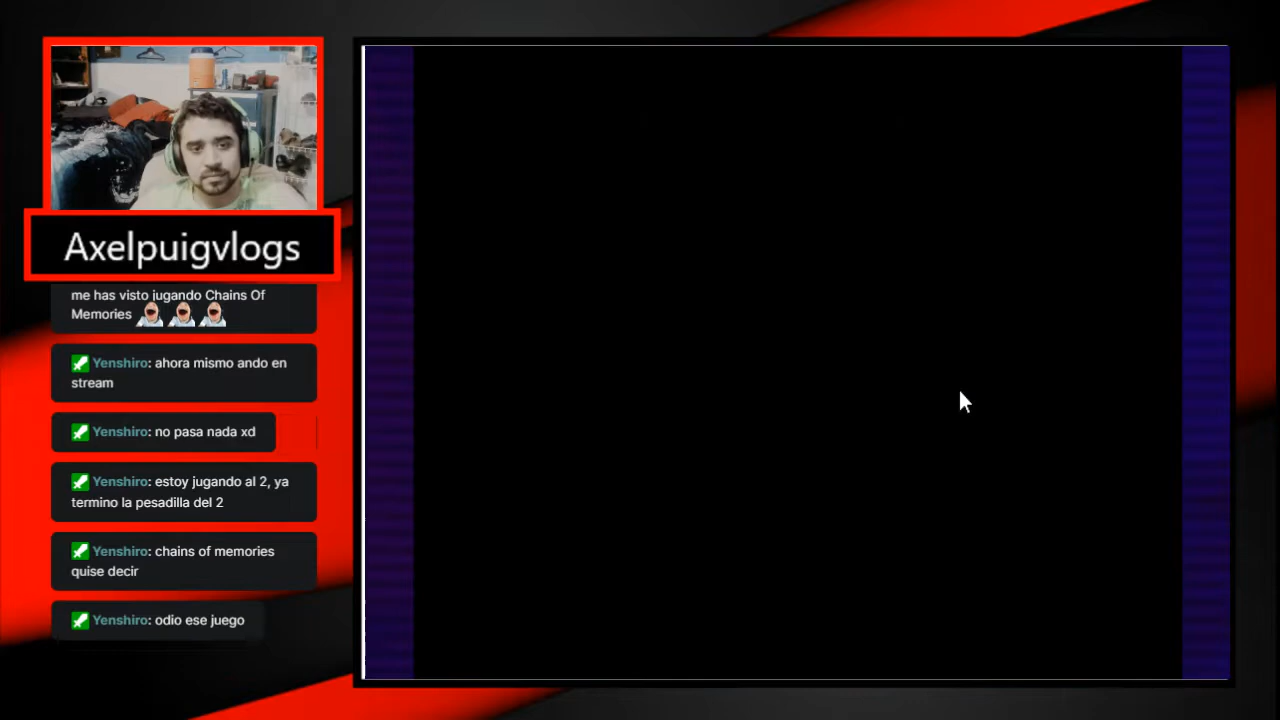 Axelpuigvlogs
me has visto jugando Chains Of
Memories
Yenshiro: ahora mismo ando en
stream
Yenshiro: no pasa nada xd
Yenshiro: estoy jugando al 2, ya
termino la pesadilla del 2
Yenshiro: chains of memories
quise decir
Yenshiro: odio ese juego